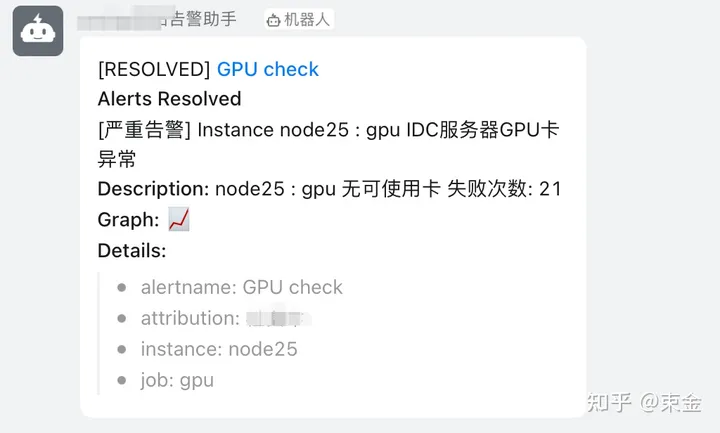 告警助手 机器人
[RESOLVED] GPU check
Alerts Resolved
[严重告警] Instance node25 : gpu IDC服务器GPU卡
异常
Description: node25 : gpu 无可使用卡 失败次数: 21
Graph: 📈
Details:
• alertname: GPU check
• attribution:
• instance: node25
• job: gpu
知乎 @束金